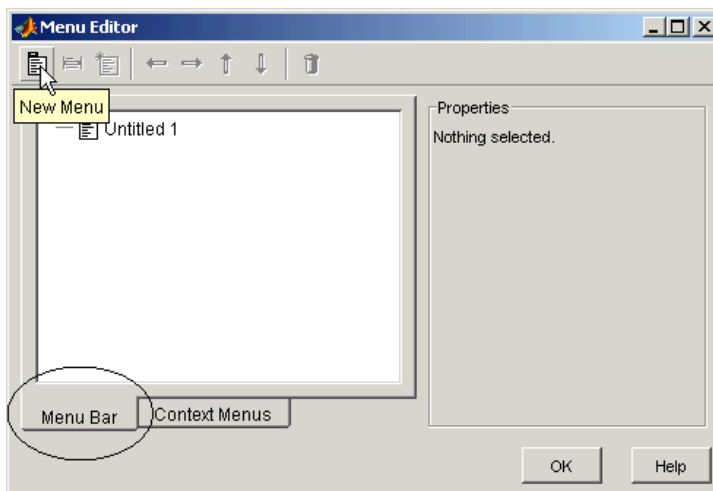 Menu Editor
New Menu
Untitled 1
Properties
Nothing selected.
Menu Bar
Context Menus
OK
Help